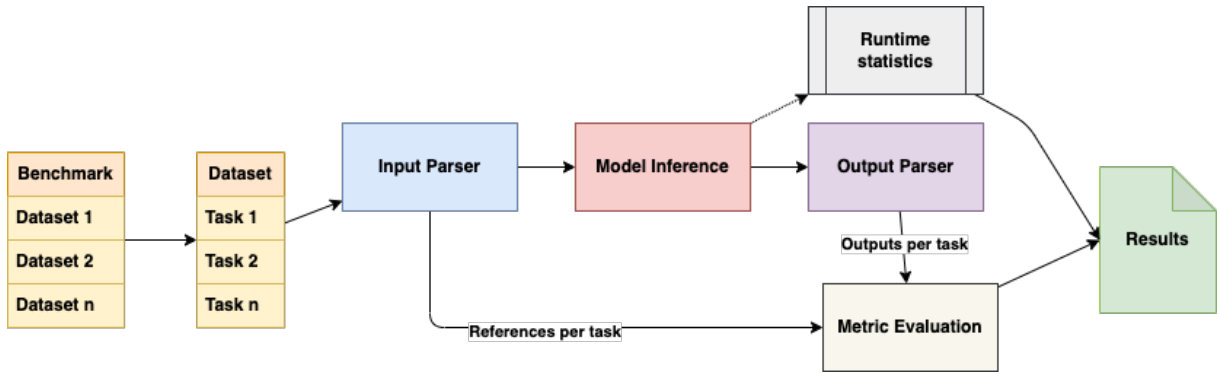 Runtime
statistics
Benchmark
Dataset 1
Dataset 2
Dataset n
Dataset
Task 1
Task 2
Task n
Input Parser
Model Inference
Output Parser
Outputs per task
References per task
Metric Evaluation
Results